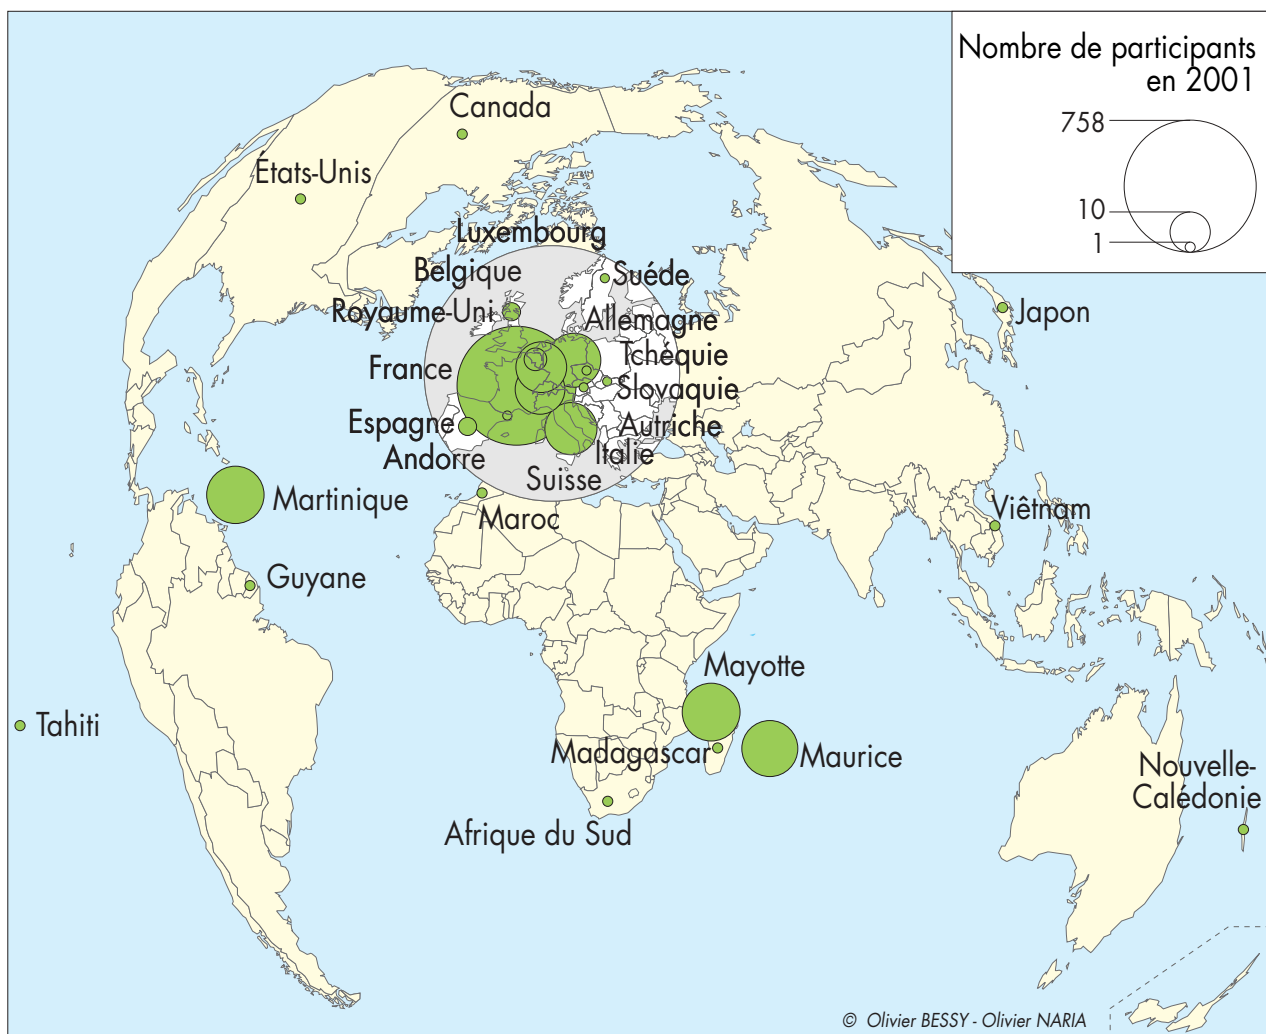 Nombre de participants
en 2001
758
10
1
Canada
États-Unis
Luxembourg
Belgique
Suéde
Royaume-Uni
Allemagne
Japon
Tchéquie
France
Slovaquie
Espagne
Autriche
Andorre
Italie
Suisse
Martinique
Maroc
Viêtnam
Guyane
Mayotte
Tahiti
Madagascar
Maurice
Nouvelle-
Calédonie
Afrique du Sud
© Olivier BESSY - Olivier NARIA